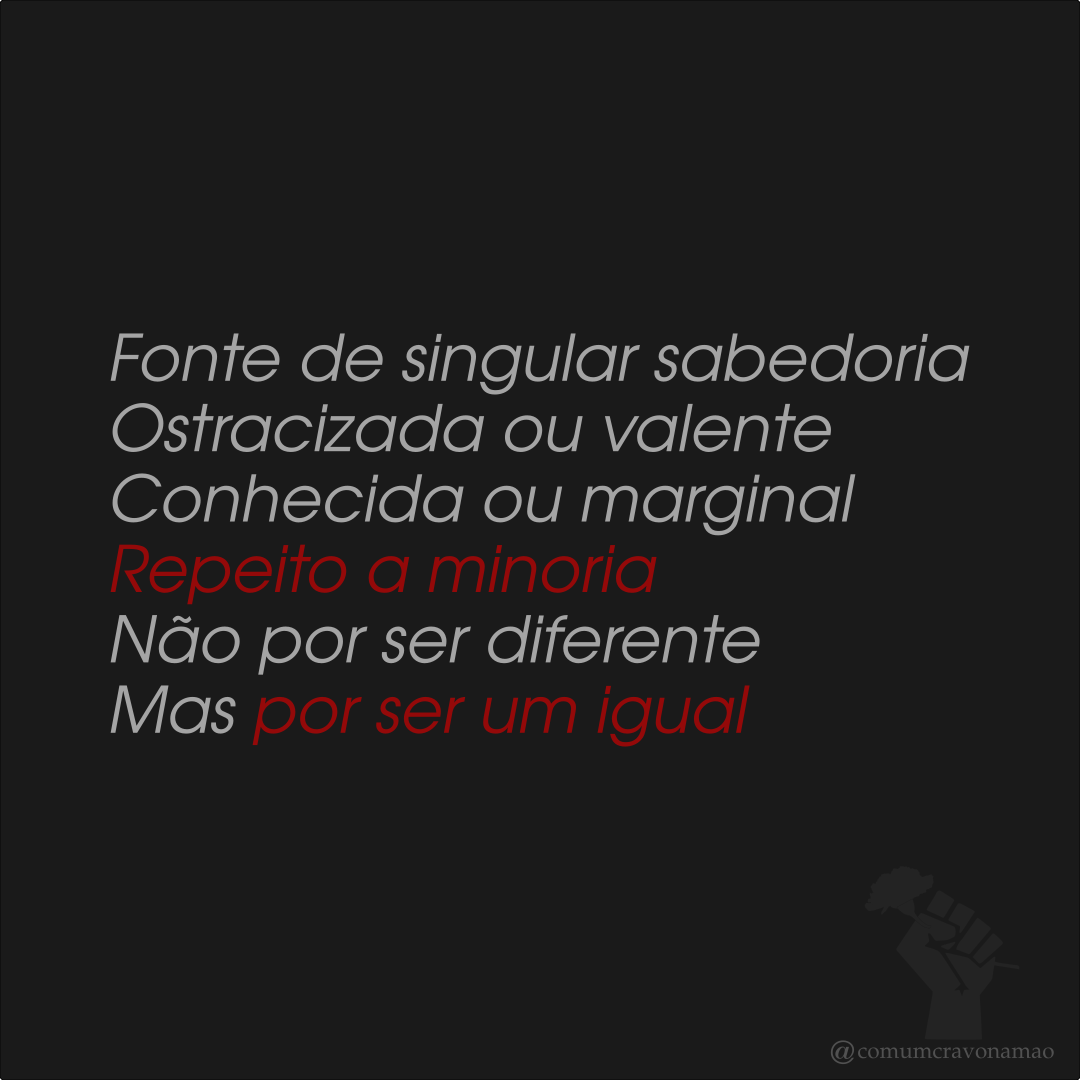 Fonte de singular sabedoria
Ostracizada ou valente
Conhecida ou marginal
Repeito a minoria
Não por ser diferente
Mas por ser um igual
@comumcravonamao